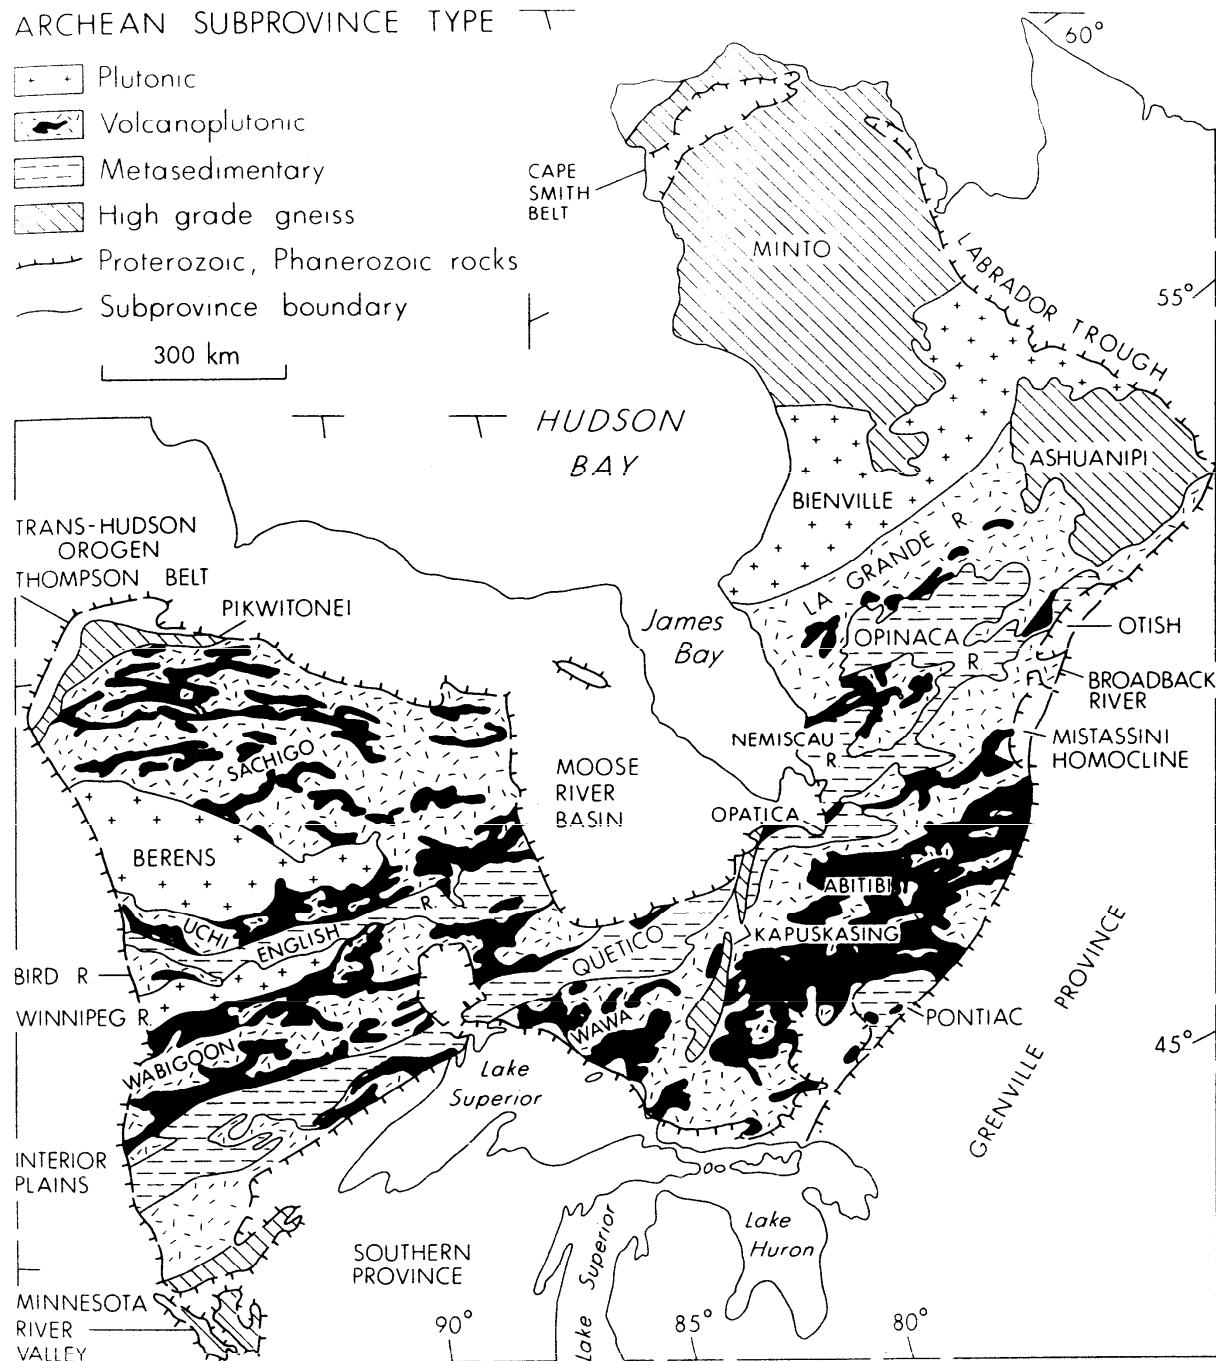 ARCHEAN SUBPROVINCE TYPE
Plutonic
Volcanoplutonic
Metasedimentary
High grade gneiss
Proterozoic, Phanerozoic rocks
Subprovince boundary
300 km
60°
55°
45°
90°
85°
80°
CAPE
SMITH
BELT
MINTO
LABRADOR TROUGH
HUDSON
BAY
ASHUANIPI
BIENVILLE
LA GRANDE R.
TRANS-HUDSON
OROGEN
THOMPSON BELT
PIKWITONEI
James
Bay
OPINACA
R.
OTISH
BROADBACK
RIVER
MISTASSINI
HOMOCLINE
NEMISCAU
R.
SACHIGO
MOOSE
RIVER
BASIN
OPATICA
BERENS
ABITIBI
UCHI
ENGLISH R.
QUETICO
KAPUSKASING
BIRD R
WINNIPEG R.
WABIGOON
WAWA
PONTIAC
GRENVILLE PROVINCE
Lake
Superior
INTERIOR
PLAINS
SOUTHERN
PROVINCE
Lake Superior
Lake
Huron
MINNESOTA
RIVER
VALLEY